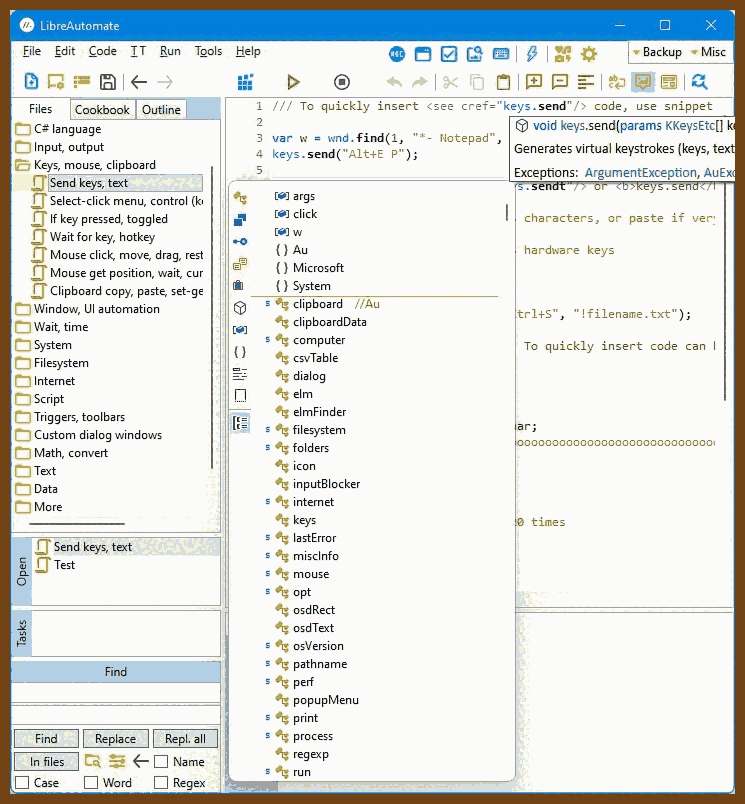 LibreAutomate
File Edit Code T T Run Tools Help
Backup Misc
Files Cookbook Outline
C# language
Input, output
Keys, mouse, clipboard
Send keys, text
Select-click menu, control (k
If key pressed, toggled
Wait for key, hotkey
Mouse click, move, drag, rest
Mouse get position, wait, cur
Clipboard copy, paste, set-ge
Window, UI automation
Wait, time
System
Filesystem
Internet
Script
Triggers, toolbars
Custom dialog windows
Math, convert
Text
Data
More
Open
Send keys, text
Test
Tasks
Find
Find Replace Repl. all
In files Name
Case Word Regex
1 /// To quickly insert <see cref="keys.send"/> code, use snippet
2
3 var w = wnd.find(1, "*- Notepad",
4 keys.send("Alt+E P");
5
void keys.send(params KKeysEtc[] k
Generates virtual keystrokes (keys, text
Exceptions: ArgumentException, AuExc
ys.sendt"/> or <b>keys.send</
characters, or paste if very
hardware keys
trl+S", "!filename.txt");
To quickly insert code can
ar;
0 times
args
click
w
{ } Au
{ } Microsoft
{ } System
s clipboard //Au
clipboardData
s computer
csvTable
dialog
elm
elmFinder
s filesystem
s folders
icon
inputBlocker
s internet
keys
s lastError
s miscInfo
s mouse
s opt
osdRect
osdText
s osVersion
s pathname
s perf
popupMenu
s print
s process
regexp
s run